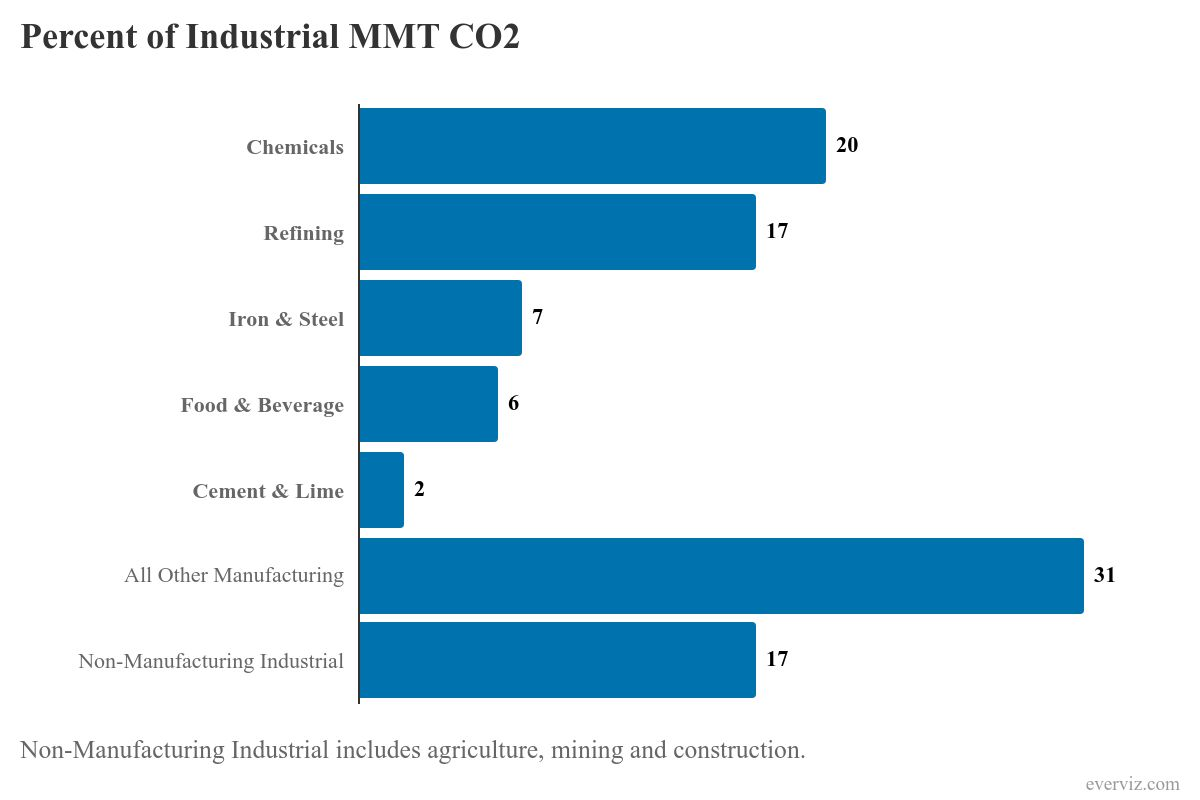 Percent of Industrial MMT CO2
Chemicals 20
Refining 17
Iron & Steel 7
Food & Beverage 6
Cement & Lime 2
All Other Manufacturing 31
Non-Manufacturing Industrial 17
Non-Manufacturing Industrial includes agriculture, mining and construction.
everviz.com